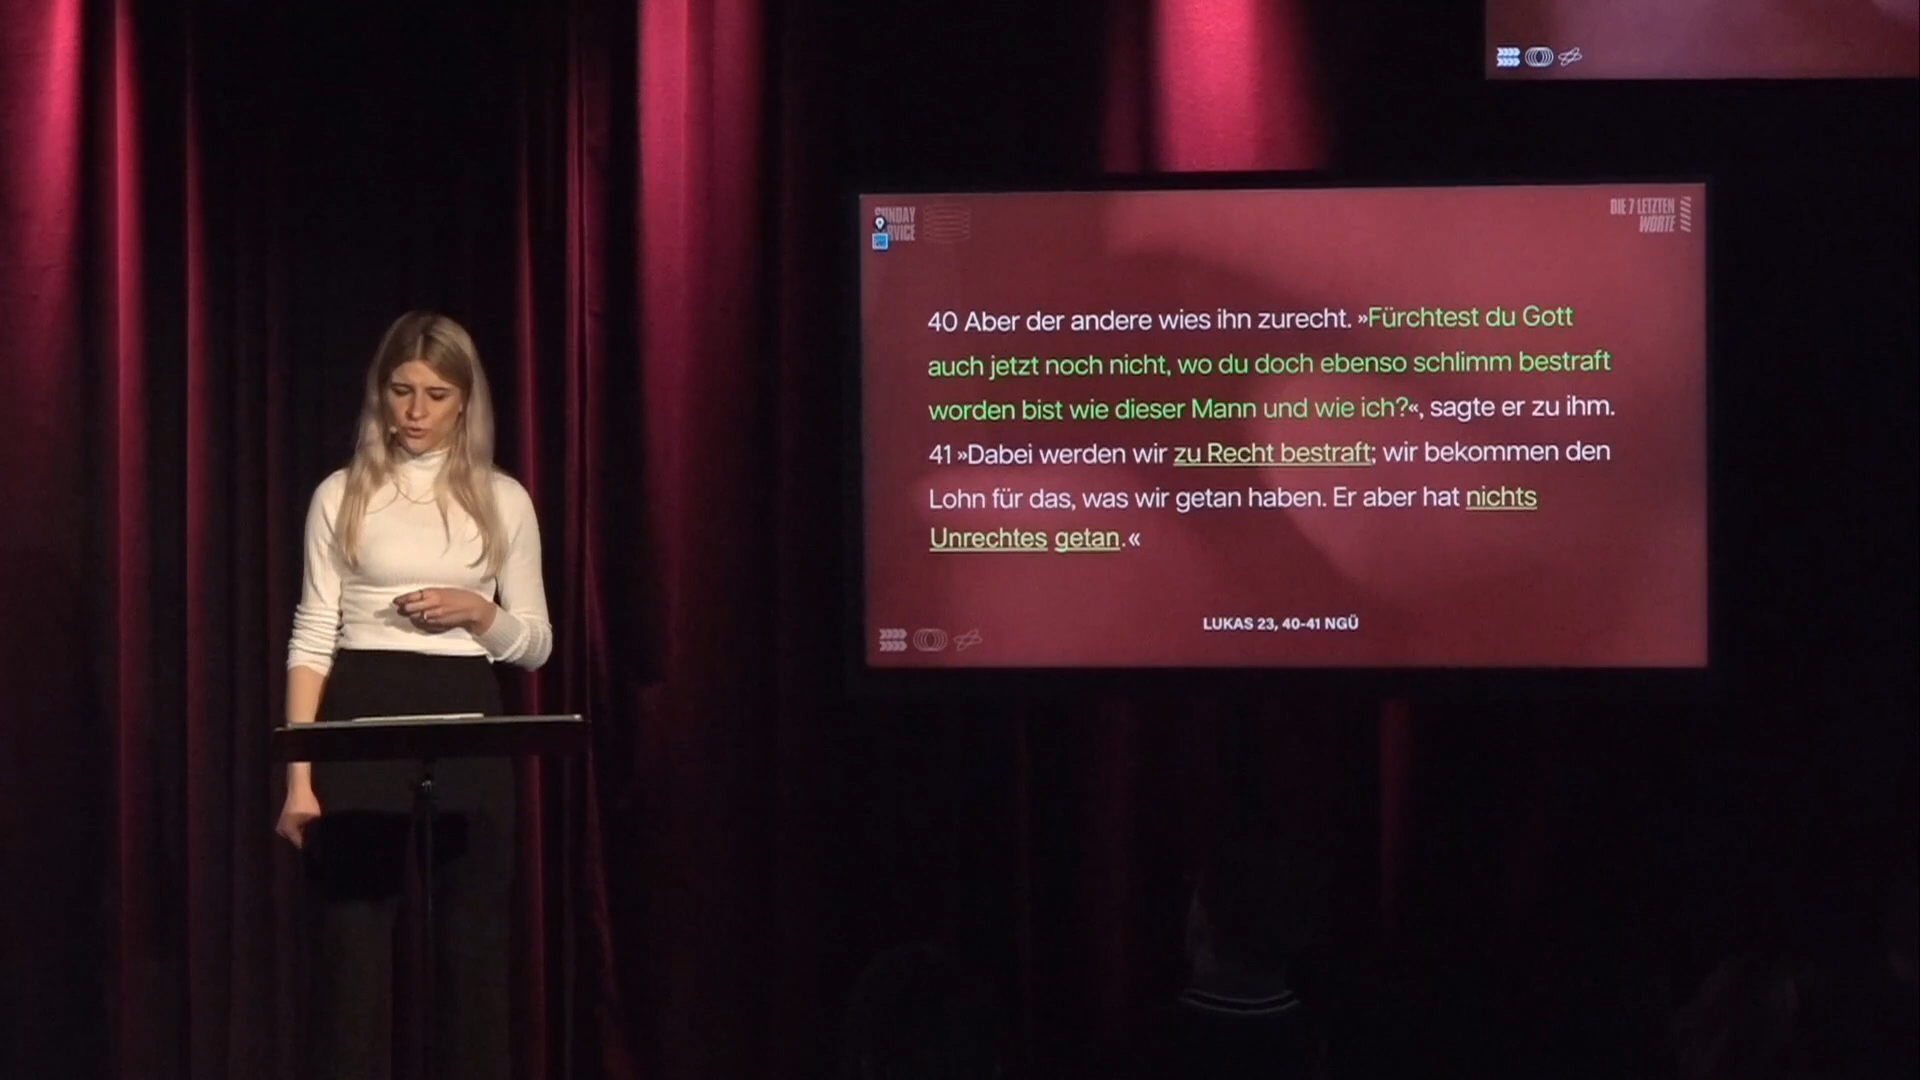 SUNDAY
SERVICE
DIE 7 LETZTEN
WORTE
40 Aber der andere wies ihn zurecht. »Fürchtest du Gott
auch jetzt noch nicht, wo du doch ebenso schlimm bestraft
worden bist wie dieser Mann und wie ich?«, sagte er zu ihm.
41 »Dabei werden wir zu Recht bestraft; wir bekommen den
Lohn für das, was wir getan haben. Er aber hat nichts
Unrechtes getan.«
LUKAS 23, 40-41 NGÜ